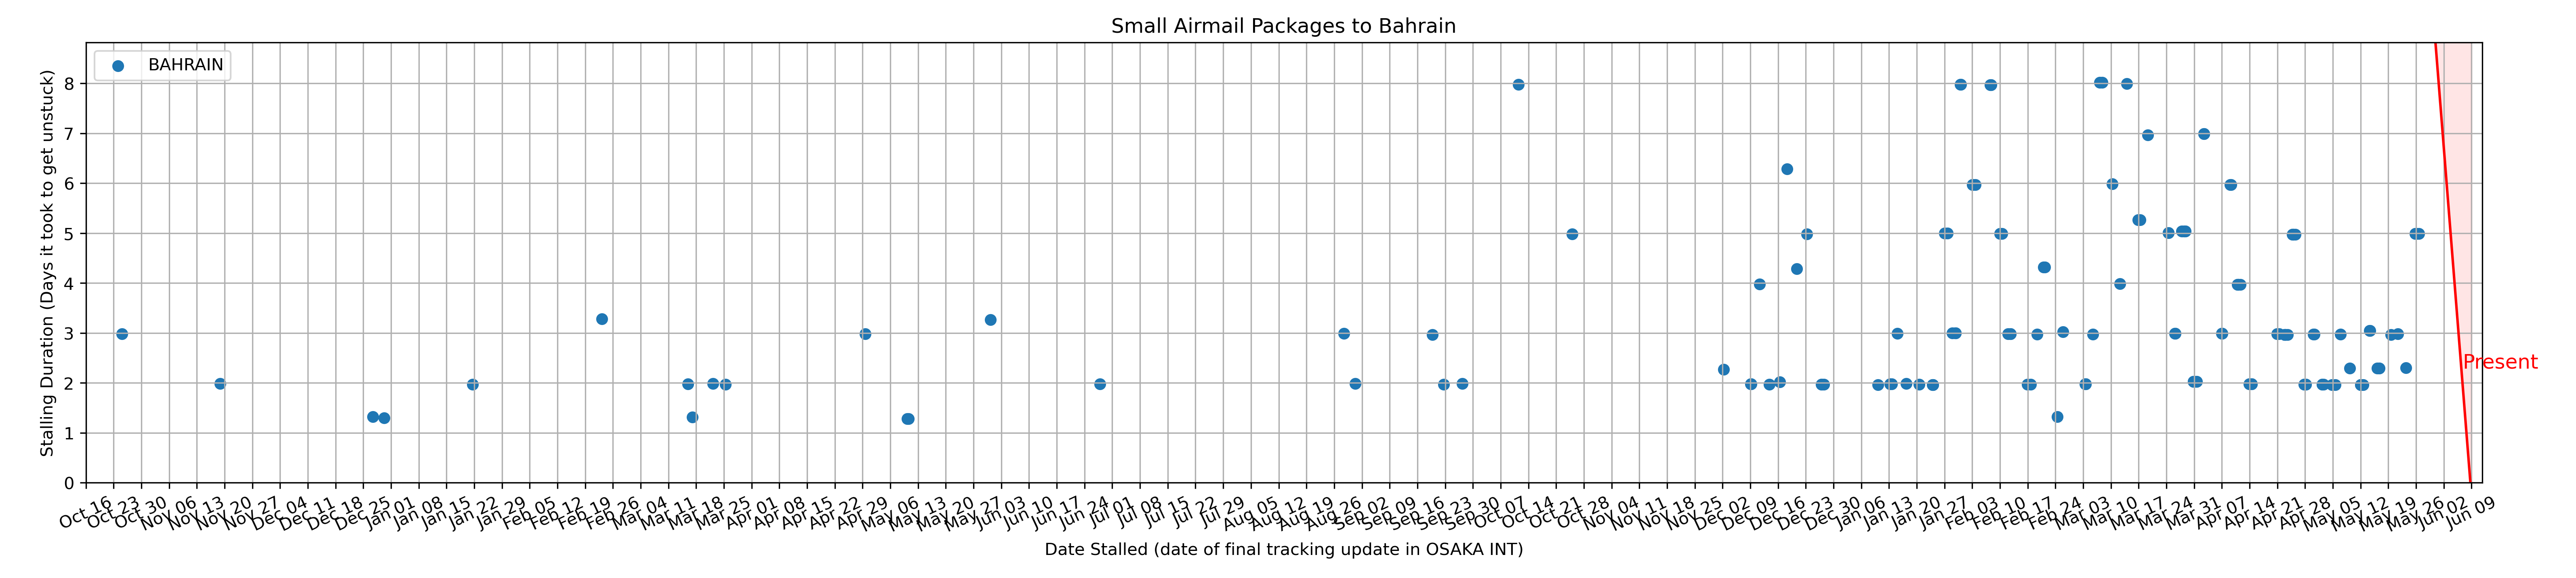 Small Airmail Packages to Bahrain
BAHRAIN
Stalling Duration (Days it took to get unstuck)
8
7
6
5
4
3
2
1
0
Present
Oct 16
Oct 23
Oct 30
Nov 06
Nov 13
Nov 20
Nov 27
Dec 04
Dec 11
Dec 18
Dec 25
Jan 01
Jan 08
Jan 15
Jan 22
Jan 29
Feb 05
Feb 12
Feb 19
Feb 26
Mar 04
Mar 11
Mar 18
Mar 25
Apr 01
Apr 08
Apr 15
Apr 22
Apr 29
May 06
May 13
May 20
May 27
Jun 03
Jun 10
Jun 17
Jun 24
Jul 01
Jul 08
Jul 15
Jul 22
Jul 29
Aug 05
Aug 12
Aug 19
Aug 26
Sep 02
Sep 09
Sep 16
Sep 23
Sep 30
Oct 07
Oct 14
Oct 21
Oct 28
Nov 04
Nov 11
Nov 18
Nov 25
Dec 02
Dec 09
Dec 16
Dec 23
Dec 30
Jan 06
Jan 13
Jan 20
Jan 27
Feb 03
Feb 10
Feb 17
Feb 24
Mar 03
Mar 10
Mar 17
Mar 24
Mar 31
Apr 07
Apr 14
Apr 21
Apr 28
May 05
May 12
May 19
May 26
Jun 02
Jun 09
Date Stalled (date of final tracking update in OSAKA INT)